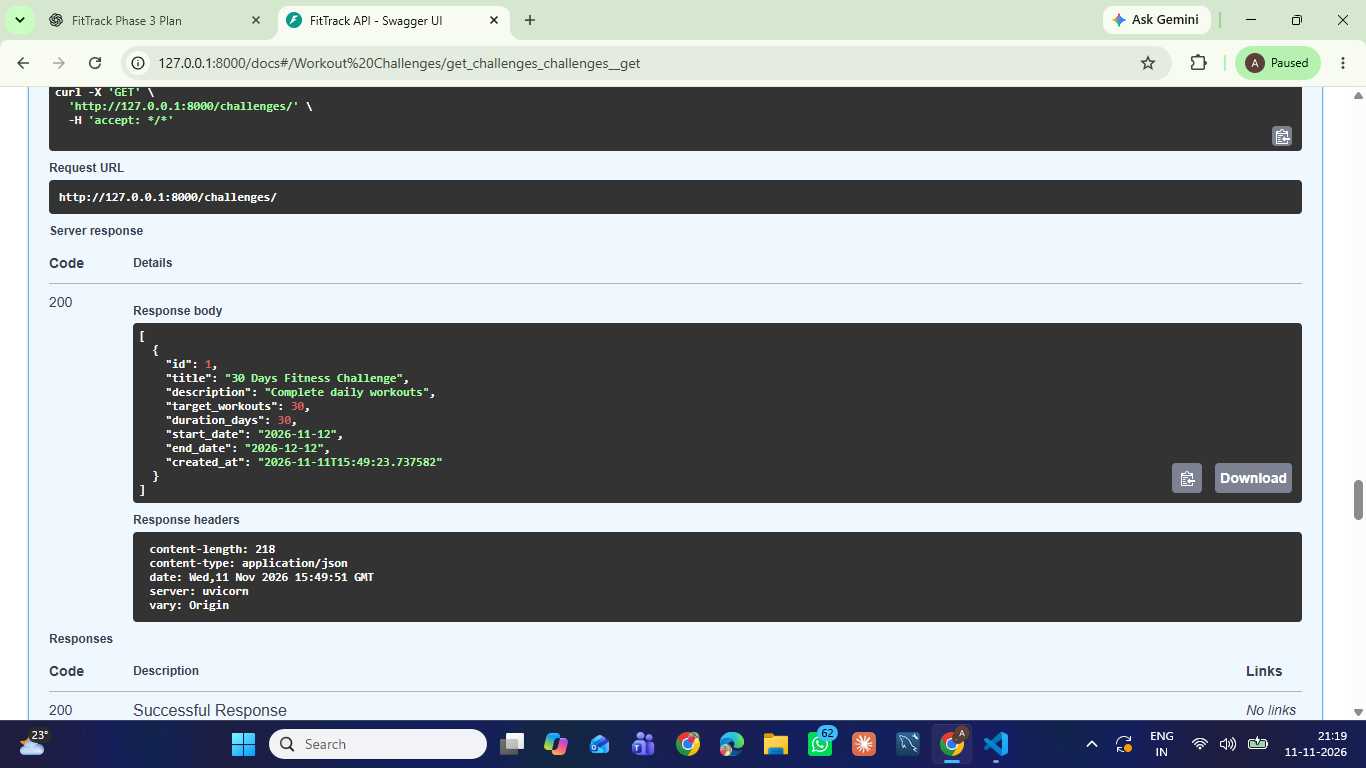 FitTrack Phase 3 Plan
FitTrack API - Swagger UI
Ask Gemini
127.0.0.1:8000/docs#/Workout%20Challenges/get_challenges_challenges__get
A
Paused
curl -X 'GET' \
'http://127.0.0.1:8000/challenges/' \
-H 'accept: */*'
Request URL
http://127.0.0.1:8000/challenges/
Server response
Code Details
200
Response body
[
{
"id": 1,
"title": "30 Days Fitness Challenge",
"description": "Complete daily workouts",
"target_workouts": 30,
"duration_days": 30,
"start_date": "2026-11-12",
"end_date": "2026-12-12",
"created_at": "2026-11-11T15:49:23.737582"
}
]
Download
Response headers
content-length: 218
content-type: application/json
date: Wed,11 Nov 2026 15:49:51 GMT
server: uvicorn
vary: Origin
Responses
Code Description Links
200 Successful Response No links
23°
Search
62
A
ENG
IN
21:19
11-11-2026